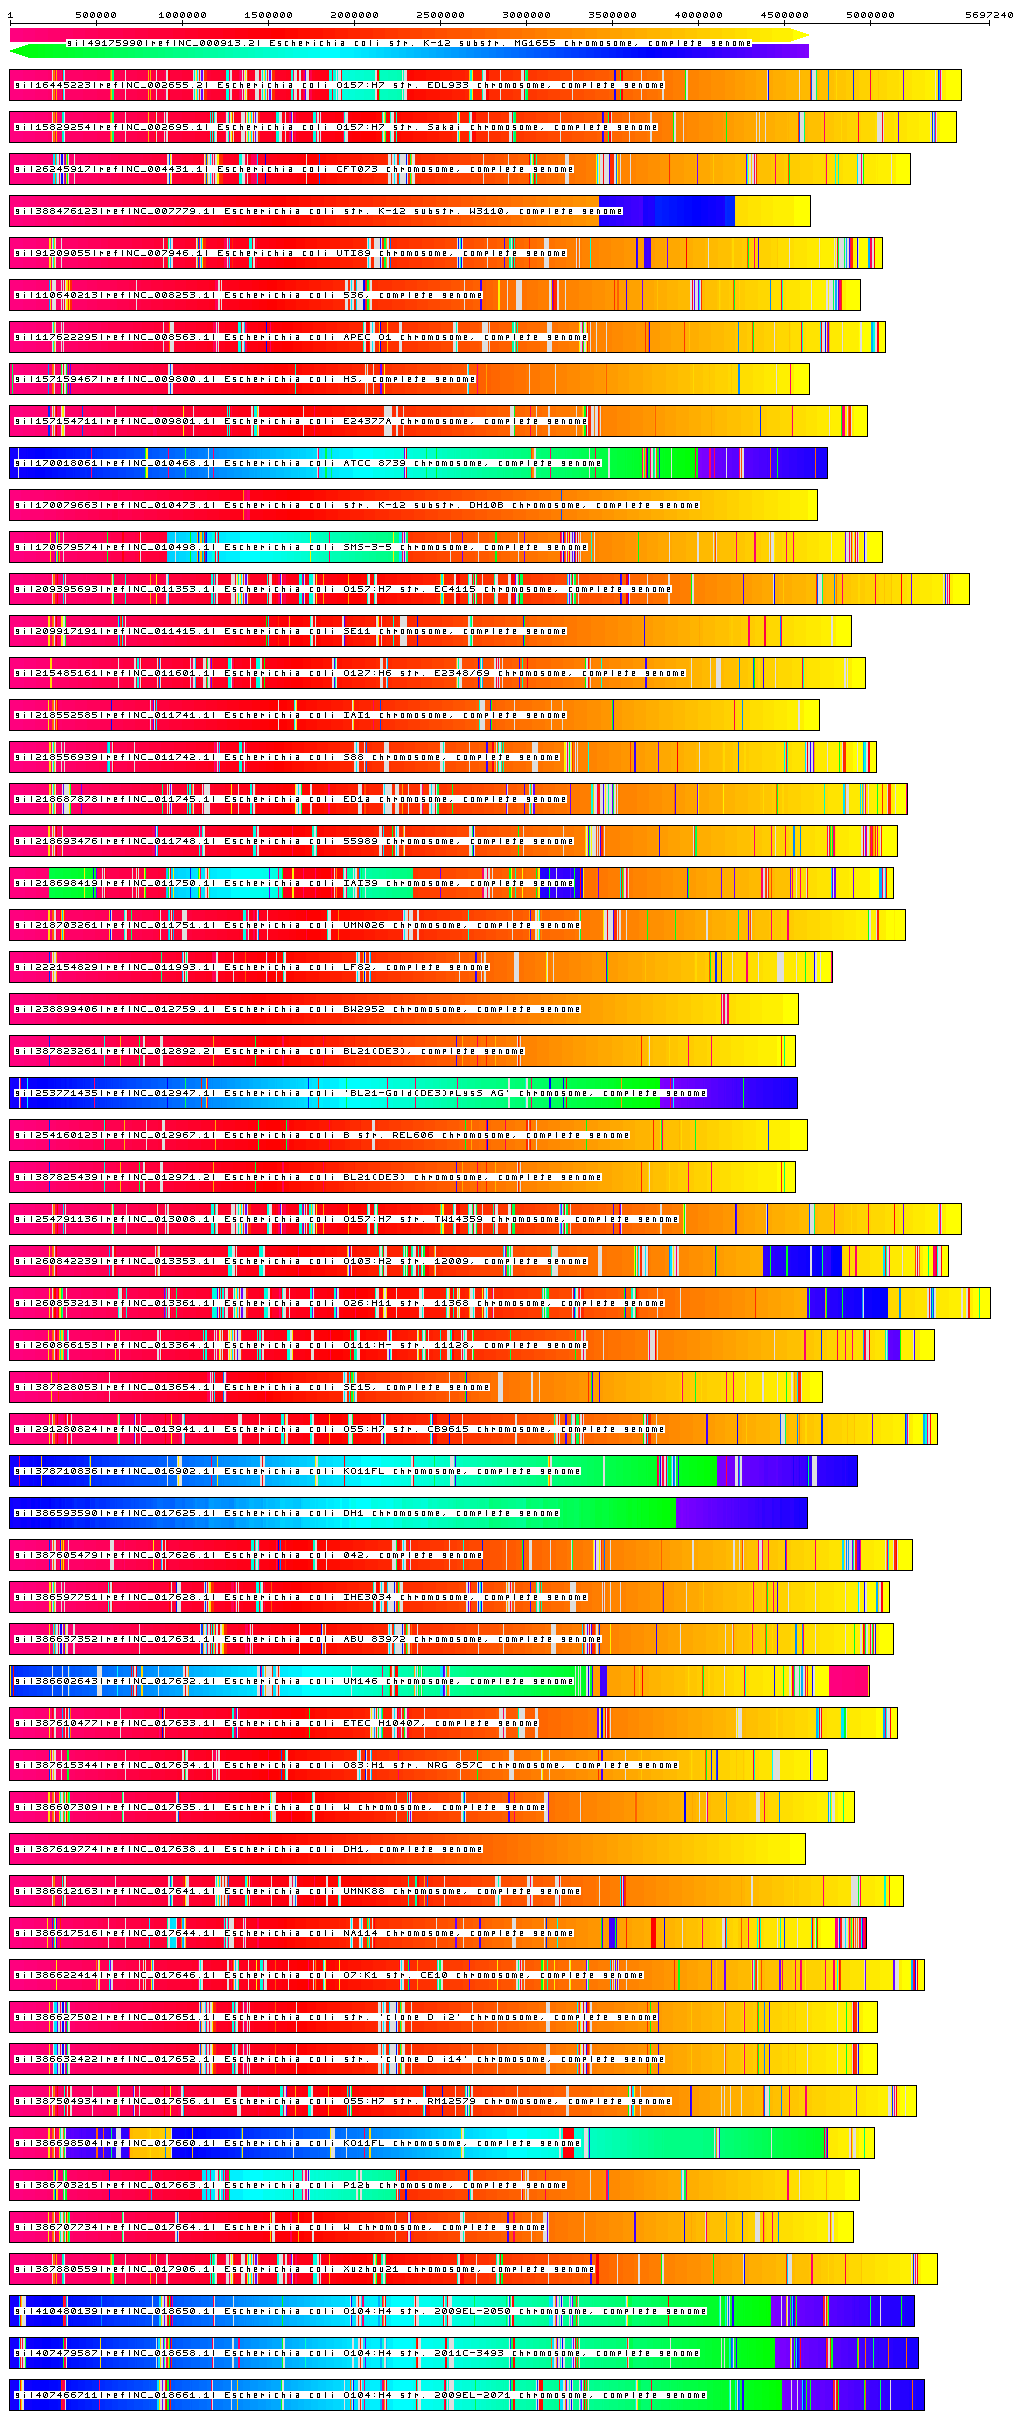 1 500000 1000000 1500000 2000000 2500000 3000000 3500000 4000000 4500000 5000000 5697240
gi|49175990|ref|NC_000913.2| Escherichia coli str. K-12 substr. MG1655 chromosome, complete genome
gi|16445223|ref|NC_002655.2| Escherichia coli O157:H7 str. EDL933 chromosome, complete genome
gi|15829254|ref|NC_002695.1| Escherichia coli O157:H7 str. Sakai chromosome, complete genome
gi|26245917|ref|NC_004431.1| Escherichia coli CFT073 chromosome, complete genome
gi|388476123|ref|NC_007779.1| Escherichia coli str. K-12 substr. W3110, complete genome
gi|91209055|ref|NC_007946.1| Escherichia coli UTI89 chromosome, complete genome
gi|110640213|ref|NC_008253.1| Escherichia coli 536, complete genome
gi|117622295|ref|NC_008563.1| Escherichia coli APEC O1 chromosome, complete genome
gi|157159467|ref|NC_009800.1| Escherichia coli HS, complete genome
gi|157154711|ref|NC_009801.1| Escherichia coli E24377A chromosome, complete genome
gi|170018061|ref|NC_010468.1| Escherichia coli ATCC 8739 chromosome, complete genome
gi|170079663|ref|NC_010473.1| Escherichia coli str. K-12 substr. DH10B chromosome, complete genome
gi|170679574|ref|NC_010498.1| Escherichia coli SMS-3-5 chromosome, complete genome
gi|209395693|ref|NC_011353.1| Escherichia coli O157:H7 str. EC4115 chromosome, complete genome
gi|209917191|ref|NC_011415.1| Escherichia coli SE11 chromosome, complete genome
gi|215485161|ref|NC_011601.1| Escherichia coli O127:H6 str. E2348/69 chromosome, complete genome
gi|218552585|ref|NC_011741.1| Escherichia coli IAI1 chromosome, complete genome
gi|218556939|ref|NC_011742.1| Escherichia coli S88 chromosome, complete genome
gi|218687878|ref|NC_011745.1| Escherichia coli ED1a chromosome, complete genome
gi|218693476|ref|NC_011748.1| Escherichia coli 55989 chromosome, complete genome
gi|218698419|ref|NC_011750.1| Escherichia coli IAI39 chromosome, complete genome
gi|218703261|ref|NC_011751.1| Escherichia coli UMN026 chromosome, complete genome
gi|222154829|ref|NC_011993.1| Escherichia coli LF82, complete genome
gi|238899406|ref|NC_012759.1| Escherichia coli BW2952 chromosome, complete genome
gi|387823261|ref|NC_012892.2| Escherichia coli BL21(DE3), complete genome
gi|253771435|ref|NC_012947.1| Escherichia coli 'BL21-Gold(DE3)pLysS AG' chromosome, complete genome
gi|254160123|ref|NC_012967.1| Escherichia coli B str. REL606 chromosome, complete genome
gi|387825439|ref|NC_012971.2| Escherichia coli BL21(DE3) chromosome, complete genome
gi|254791136|ref|NC_013008.1| Escherichia coli O157:H7 str. TW14359 chromosome, complete genome
gi|260842239|ref|NC_013353.1| Escherichia coli O103:H2 str. 12009, complete genome
gi|260853213|ref|NC_013361.1| Escherichia coli O26:H11 str. 11368 chromosome, complete genome
gi|260866153|ref|NC_013364.1| Escherichia coli O111:H- str. 11128, complete genome
gi|387828053|ref|NC_013654.1| Escherichia coli SE15, complete genome
gi|291280824|ref|NC_013941.1| Escherichia coli O55:H7 str. CB9615 chromosome, complete genome
gi|378710836|ref|NC_016902.1| Escherichia coli KO11FL chromosome, complete genome
gi|386593590|ref|NC_017625.1| Escherichia coli DH1 chromosome, complete genome
gi|387605479|ref|NC_017626.1| Escherichia coli 042, complete genome
gi|386597751|ref|NC_017628.1| Escherichia coli IHE3034 chromosome, complete genome
gi|386637352|ref|NC_017631.1| Escherichia coli ABU 83972 chromosome, complete genome
gi|386602643|ref|NC_017632.1| Escherichia coli UM146 chromosome, complete genome
gi|387610477|ref|NC_017633.1| Escherichia coli ETEC H10407, complete genome
gi|387615344|ref|NC_017634.1| Escherichia coli O83:H1 str. NRG 857C chromosome, complete genome
gi|386607309|ref|NC_017635.1| Escherichia coli W chromosome, complete genome
gi|387619774|ref|NC_017638.1| Escherichia coli DH1, complete genome
gi|386612163|ref|NC_017641.1| Escherichia coli UMNK88 chromosome, complete genome
gi|386617516|ref|NC_017644.1| Escherichia coli NA114 chromosome, complete genome
gi|386622414|ref|NC_017646.1| Escherichia coli O7:K1 str. CE10 chromosome, complete genome
gi|386627502|ref|NC_017651.1| Escherichia coli str. 'clone D i2' chromosome, complete genome
gi|386632422|ref|NC_017652.1| Escherichia coli str. 'clone D i14' chromosome, complete genome
gi|387504934|ref|NC_017656.1| Escherichia coli O55:H7 str. RM12579 chromosome, complete genome
gi|386698504|ref|NC_017660.1| Escherichia coli KO11FL chromosome, complete genome
gi|386703215|ref|NC_017663.1| Escherichia coli P12b chromosome, complete genome
gi|386707734|ref|NC_017664.1| Escherichia coli W chromosome, complete genome
gi|387880559|ref|NC_017906.1| Escherichia coli Xuzhou21 chromosome, complete genome
gi|410480139|ref|NC_018650.1| Escherichia coli O104:H4 str. 2009EL-2050 chromosome, complete genome
gi|407479587|ref|NC_018658.1| Escherichia coli O104:H4 str. 2011C-3493 chromosome, complete genome
gi|407466711|ref|NC_018661.1| Escherichia coli O104:H4 str. 2009EL-2071 chromosome, complete genome